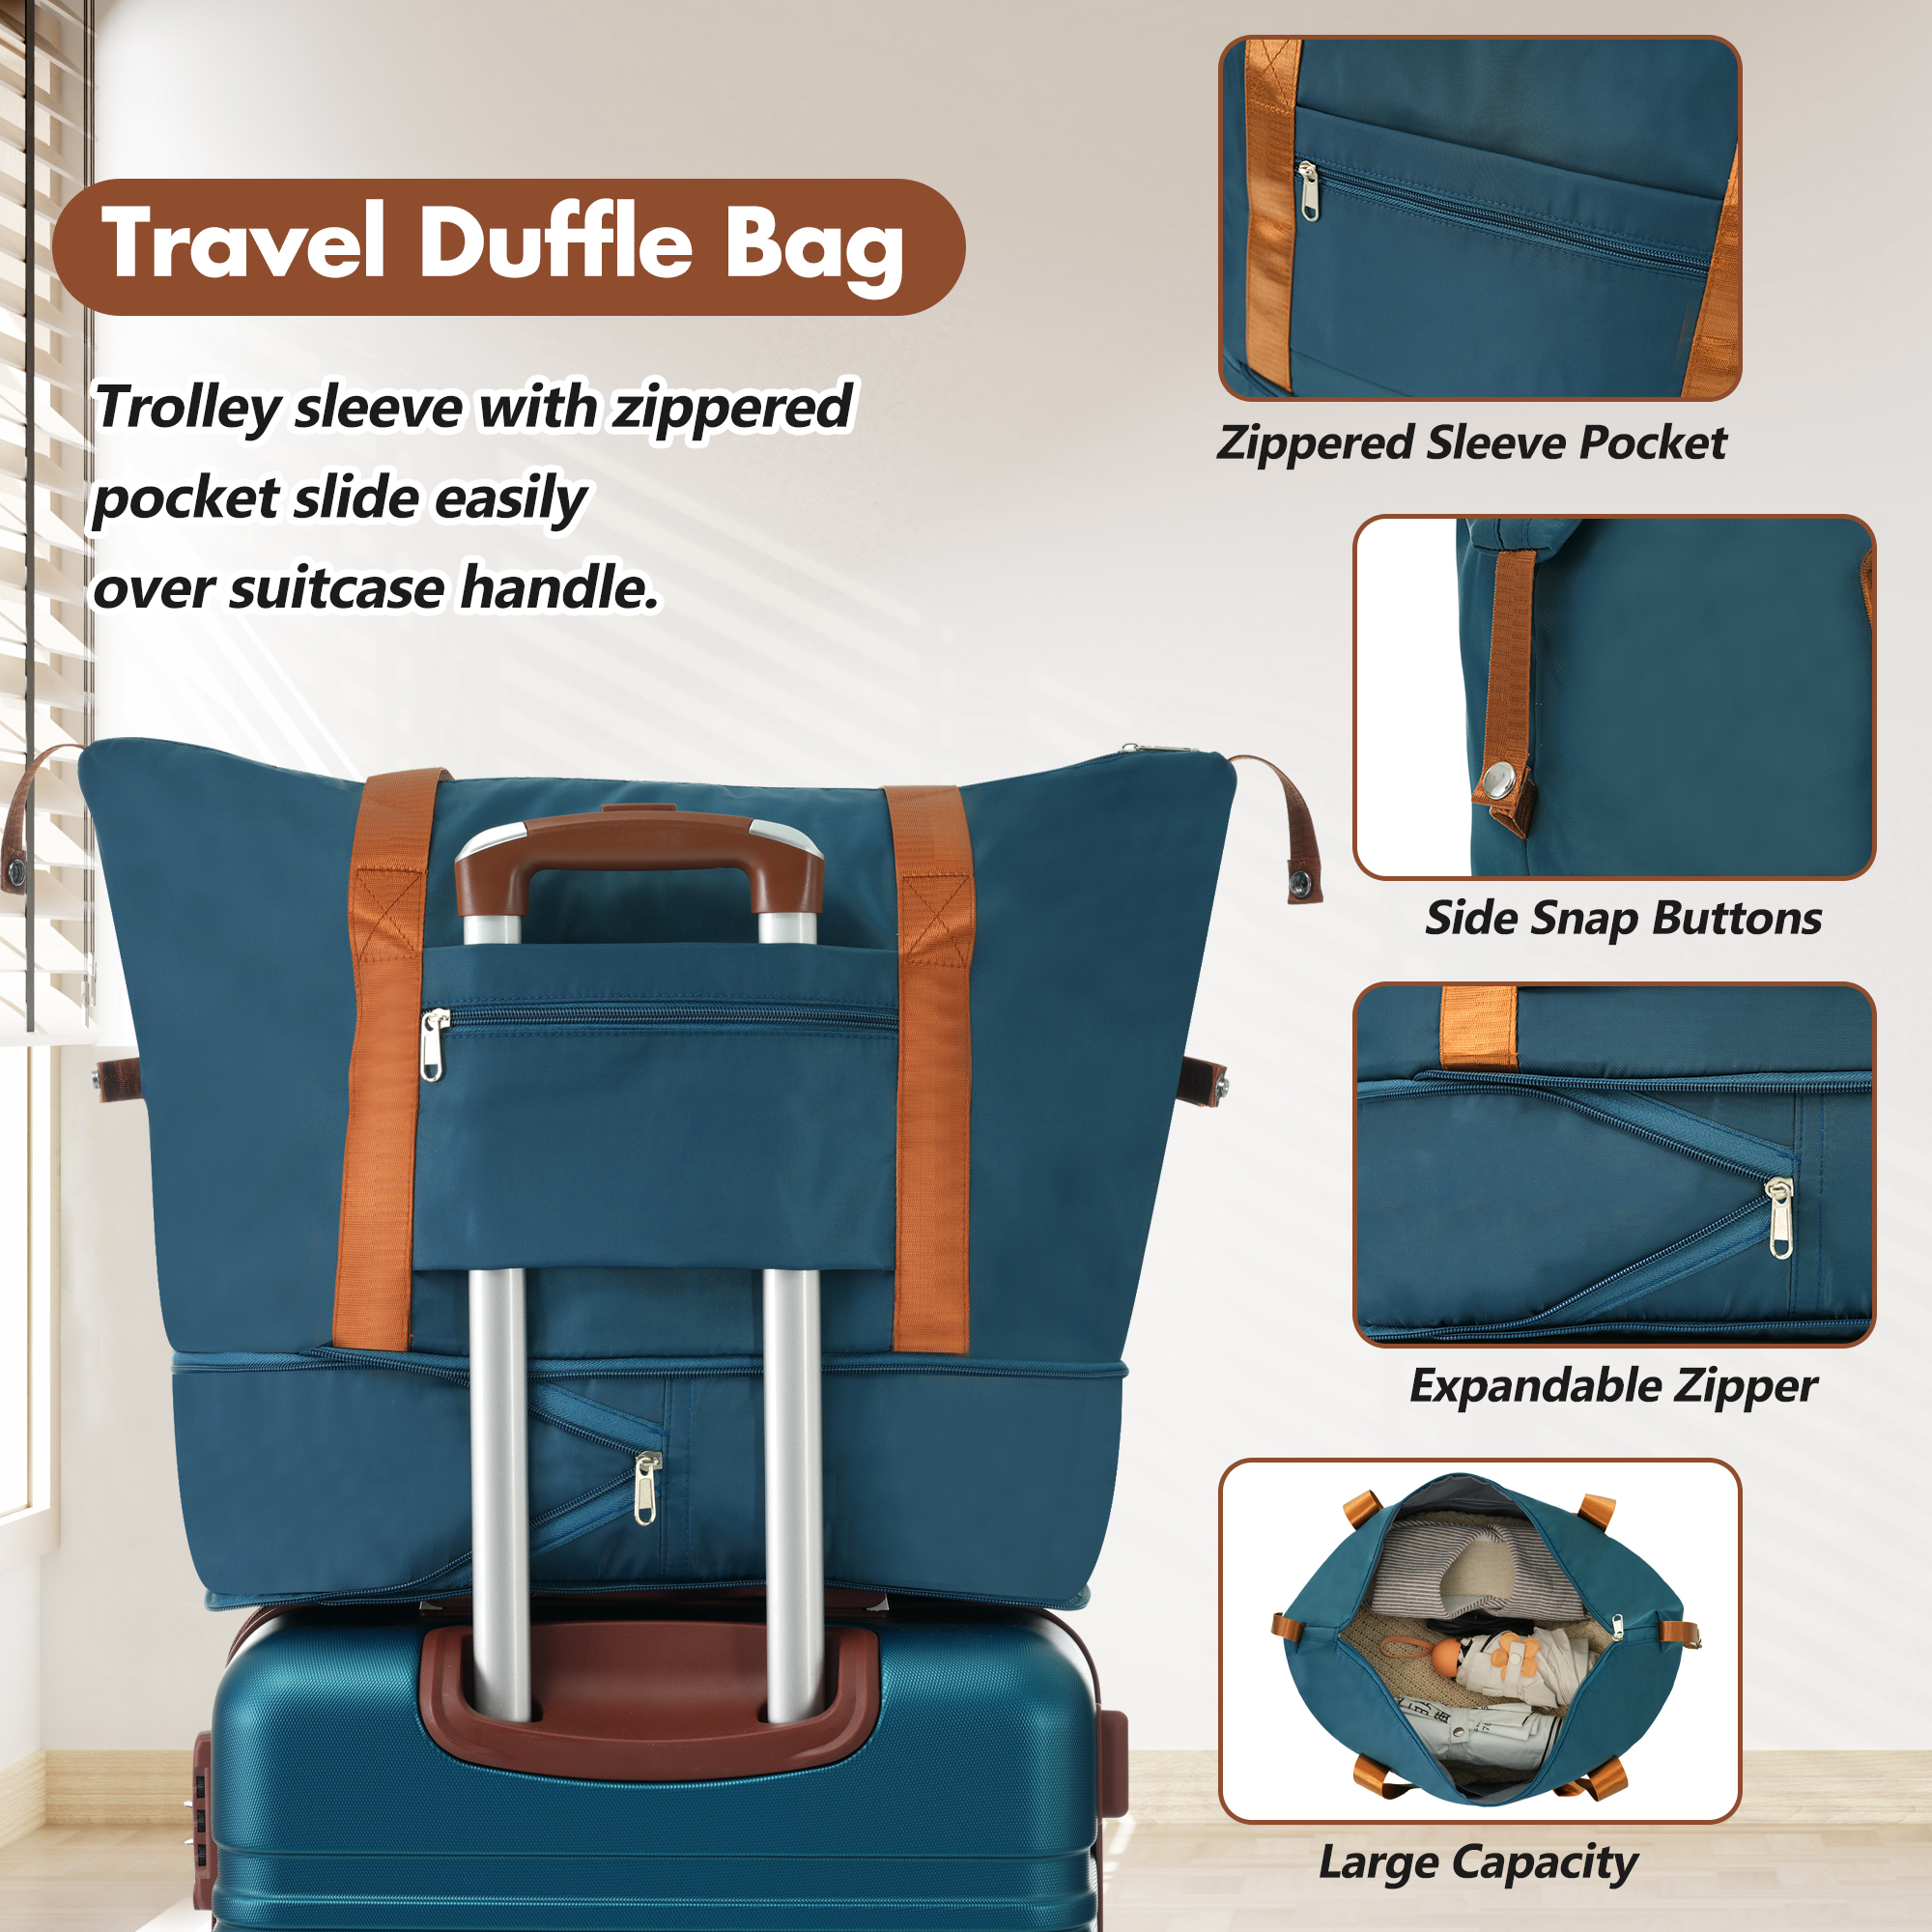 Travel Duffle Bag
Trolley sleeve with zippered
pocket slide easily
over suitcase handle.
Zippered Sleeve Pocket
Side Snap Buttons
Expandable Zipper
Large Capacity